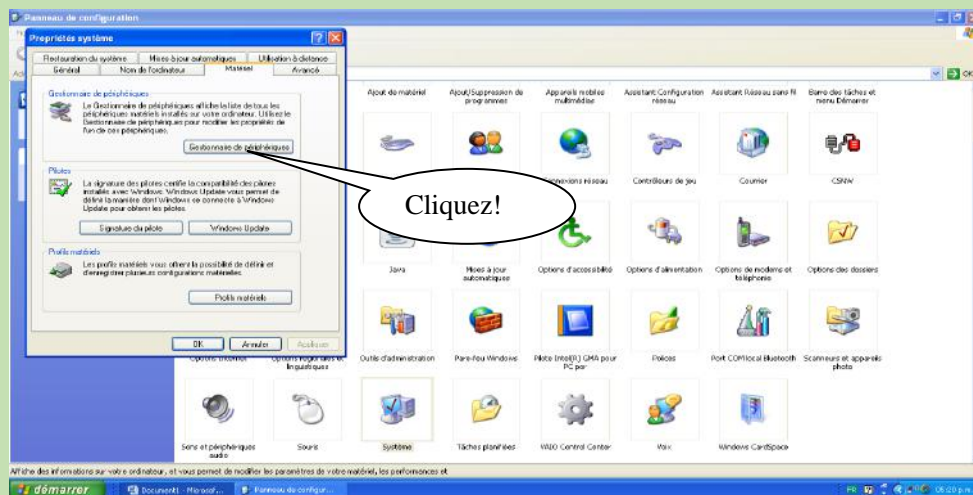 Panneau de configuration
Propriétés système
Restauration du système
Mises à jour automatiques
Utilisation à distance
Général
Nom de l'ordinateur
Matériel
Avancé
Gestionnaire de périphériques
Le Gestionnaire de périphériques affiche la liste de tous les
périphériques matériels installés sur votre ordinateur. Utilisez le
Gestionnaire de périphériques pour modifier les propriétés de
l'un de ces périphériques.
Gestionnaire de périphériques
Pilotes
La signature des pilotes certifie la compatibilité des pilotes
installés avec Windows. Windows Update vous permet de
définir la manière dont Windows se connecte à Windows
Update pour obtenir les pilotes.
Signature du pilote
Windows Update
Profils matériels
Les profils matériels vous offrent la possibilité de définir et
d'enregistrer plusieurs configurations matérielles.
Profils matériels
OK
Annuler
Appliquer
Cliquez!
OK
Ajout de matériel
Ajout/Suppression de
programmes
Appareils mobiles
multimédias
Assistant Configuration
réseau
Assistant Réseau sans fil
Barre des tâches et
menu Démarrer
Connexions réseau
Contrôleurs de jeu
Courrier
CSNW
Java
Mises à jour
automatiques
Options d'accessibilité
Options d'alimentation
Options de modems et
téléphonie
Options des dossiers
Options Internet
Options régionales et
linguistiques
Outils d'administration
Pare-feu Windows
Pilote Intel(R) GMA pour
PC por
Polices
Port COM local Bluetooth
Scanneurs et appareils
photo
Sons et périphériques
audio
Souris
Système
Tâches planifiées
VAIO Control Center
Voix
Windows CardSpace
Affiche des informations sur votre ordinateur, et vous permet de modifier les paramètres de votre matériel, les performances et
démarrer
Document1 - Microsof...
Panneau de configur...
FR
05:20 p.m.